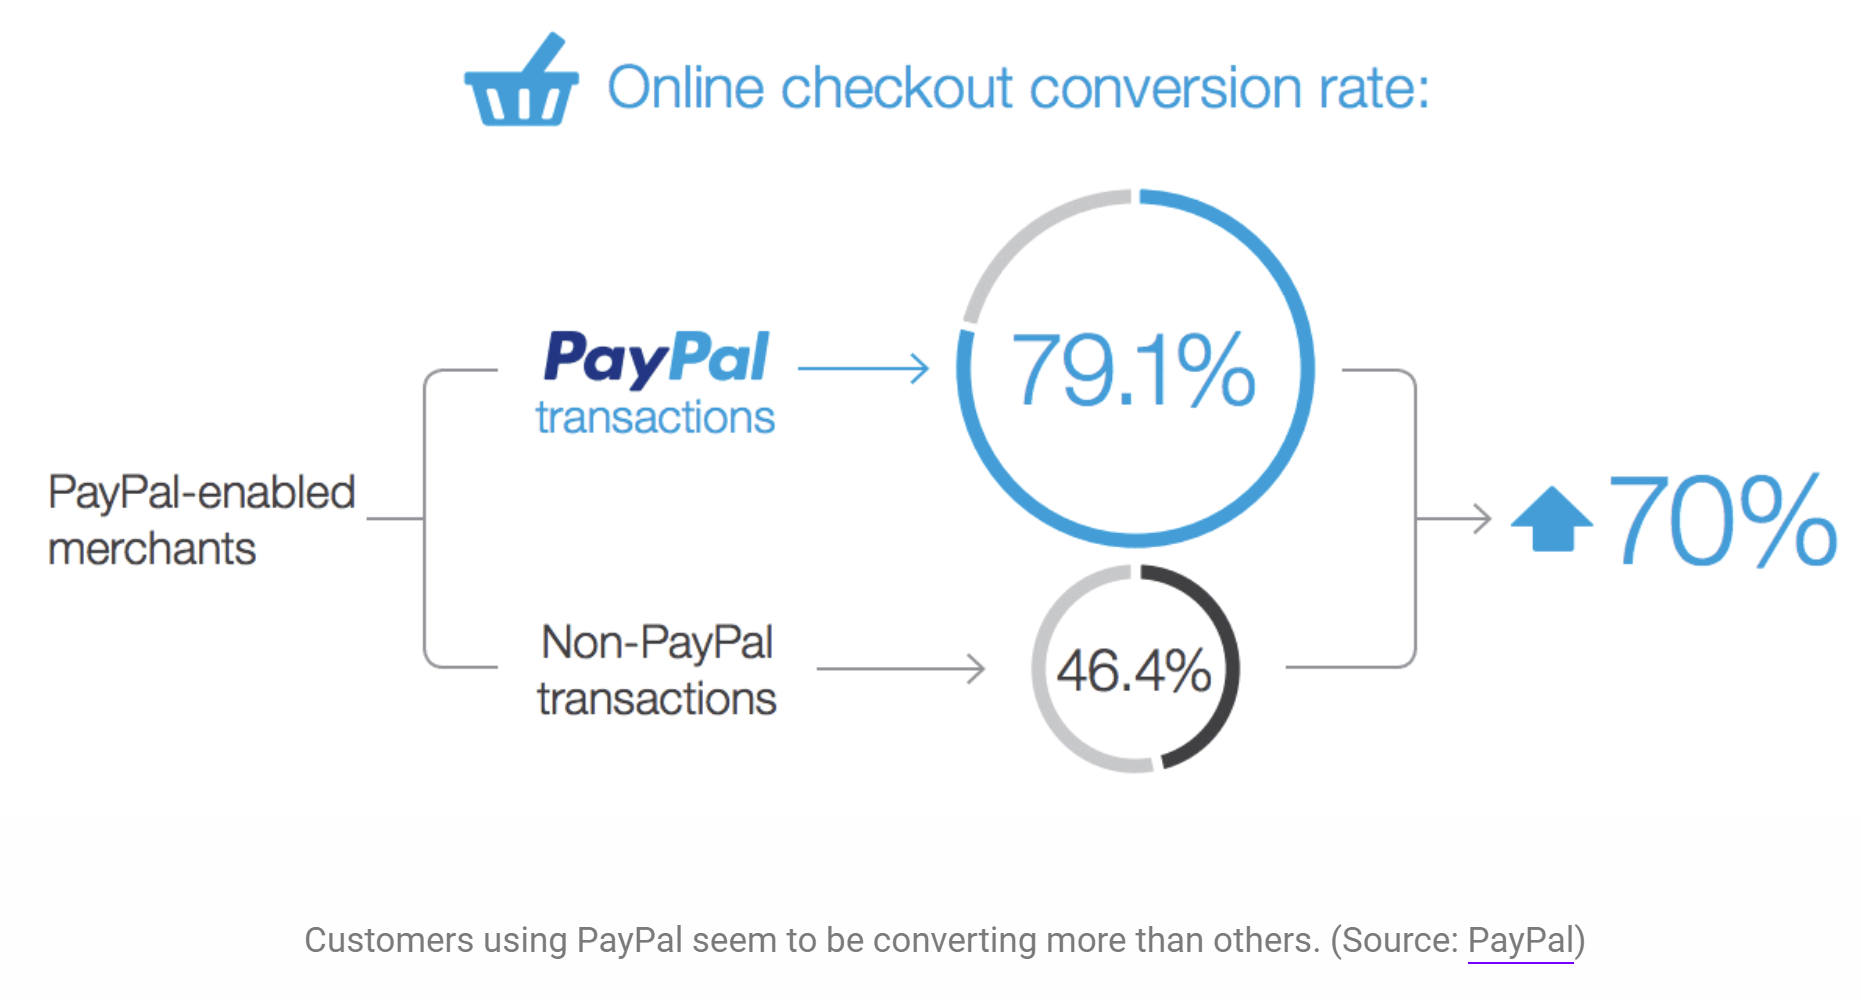 Online checkout conversion rate:
PayPal-enabled
merchants
PayPal
transactions
79.1%
Non-PayPal
transactions
46.4%
70%
Customers using PayPal seem to be converting more than others. (Source: PayPal)